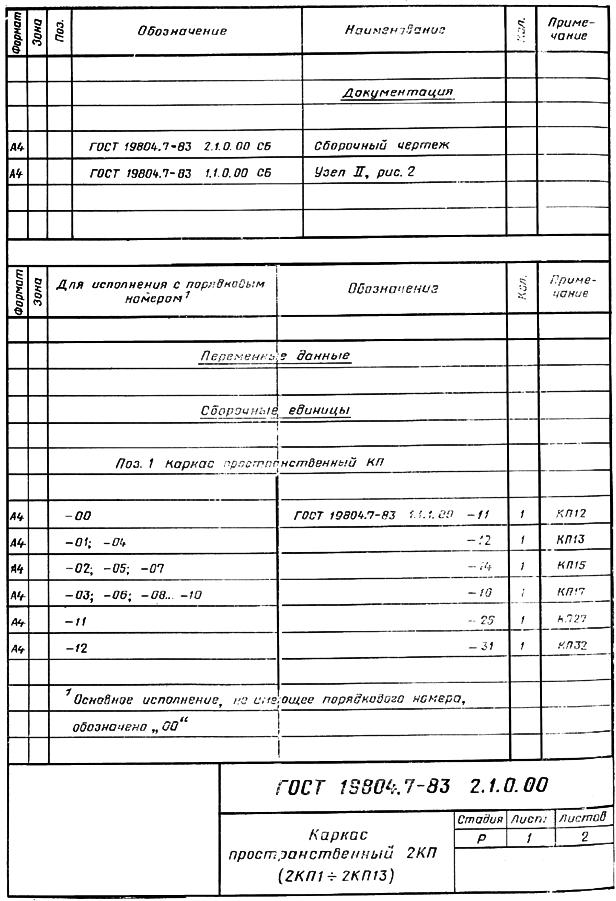 Формат Зона Поз. Обозначение Наименование Кол. Приме-
чание
Документация
А4 ГОСТ 19804.7-83 2.1.0.00 СБ Сборочный чертеж
А4 ГОСТ 19804.7-83 1.1.0.00 СБ Узел II, рис. 2
Формат Зона Для исполнения с порядковым
номером¹ Обозначение Кол. Приме-
чание
Переменные данные
Сборочные единицы
Поз. 1 Каркас пространственный КП
А4 -00 ГОСТ 19804.7-83 1.1.1.00 -11 1 КП12
А4 -01; -04 -12 1 КП13
А4 -02; -05; -07 -14 1 КП15
А4 -03; -06; -08... -10 -16 1 КП17
А4 -11 -26 1 КП27
А4 -12 -31 1 КП32
¹ Основное исполнение, не имеющее порядкового номера,
обозначено „00“
ГОСТ 19804.7-83 2.1.0.00
Каркас
пространственный 2КП
(2КП1÷2КП13)
Стадия Лист Листов
Р 1 2